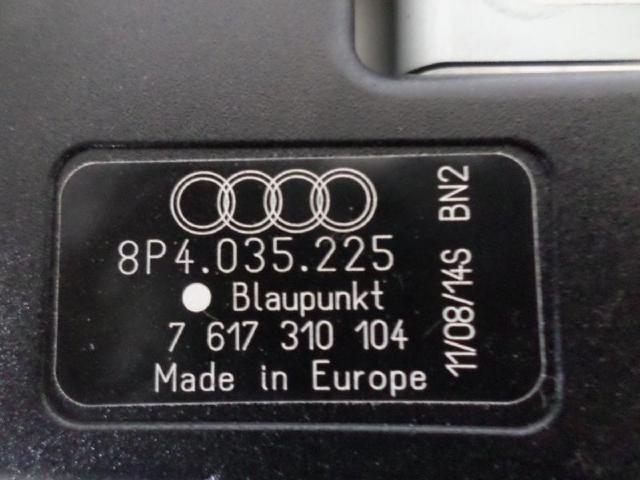 8P4.035.225
Blaupunkt
7 617 310 104
Made in Europe
11/08/14S BN2